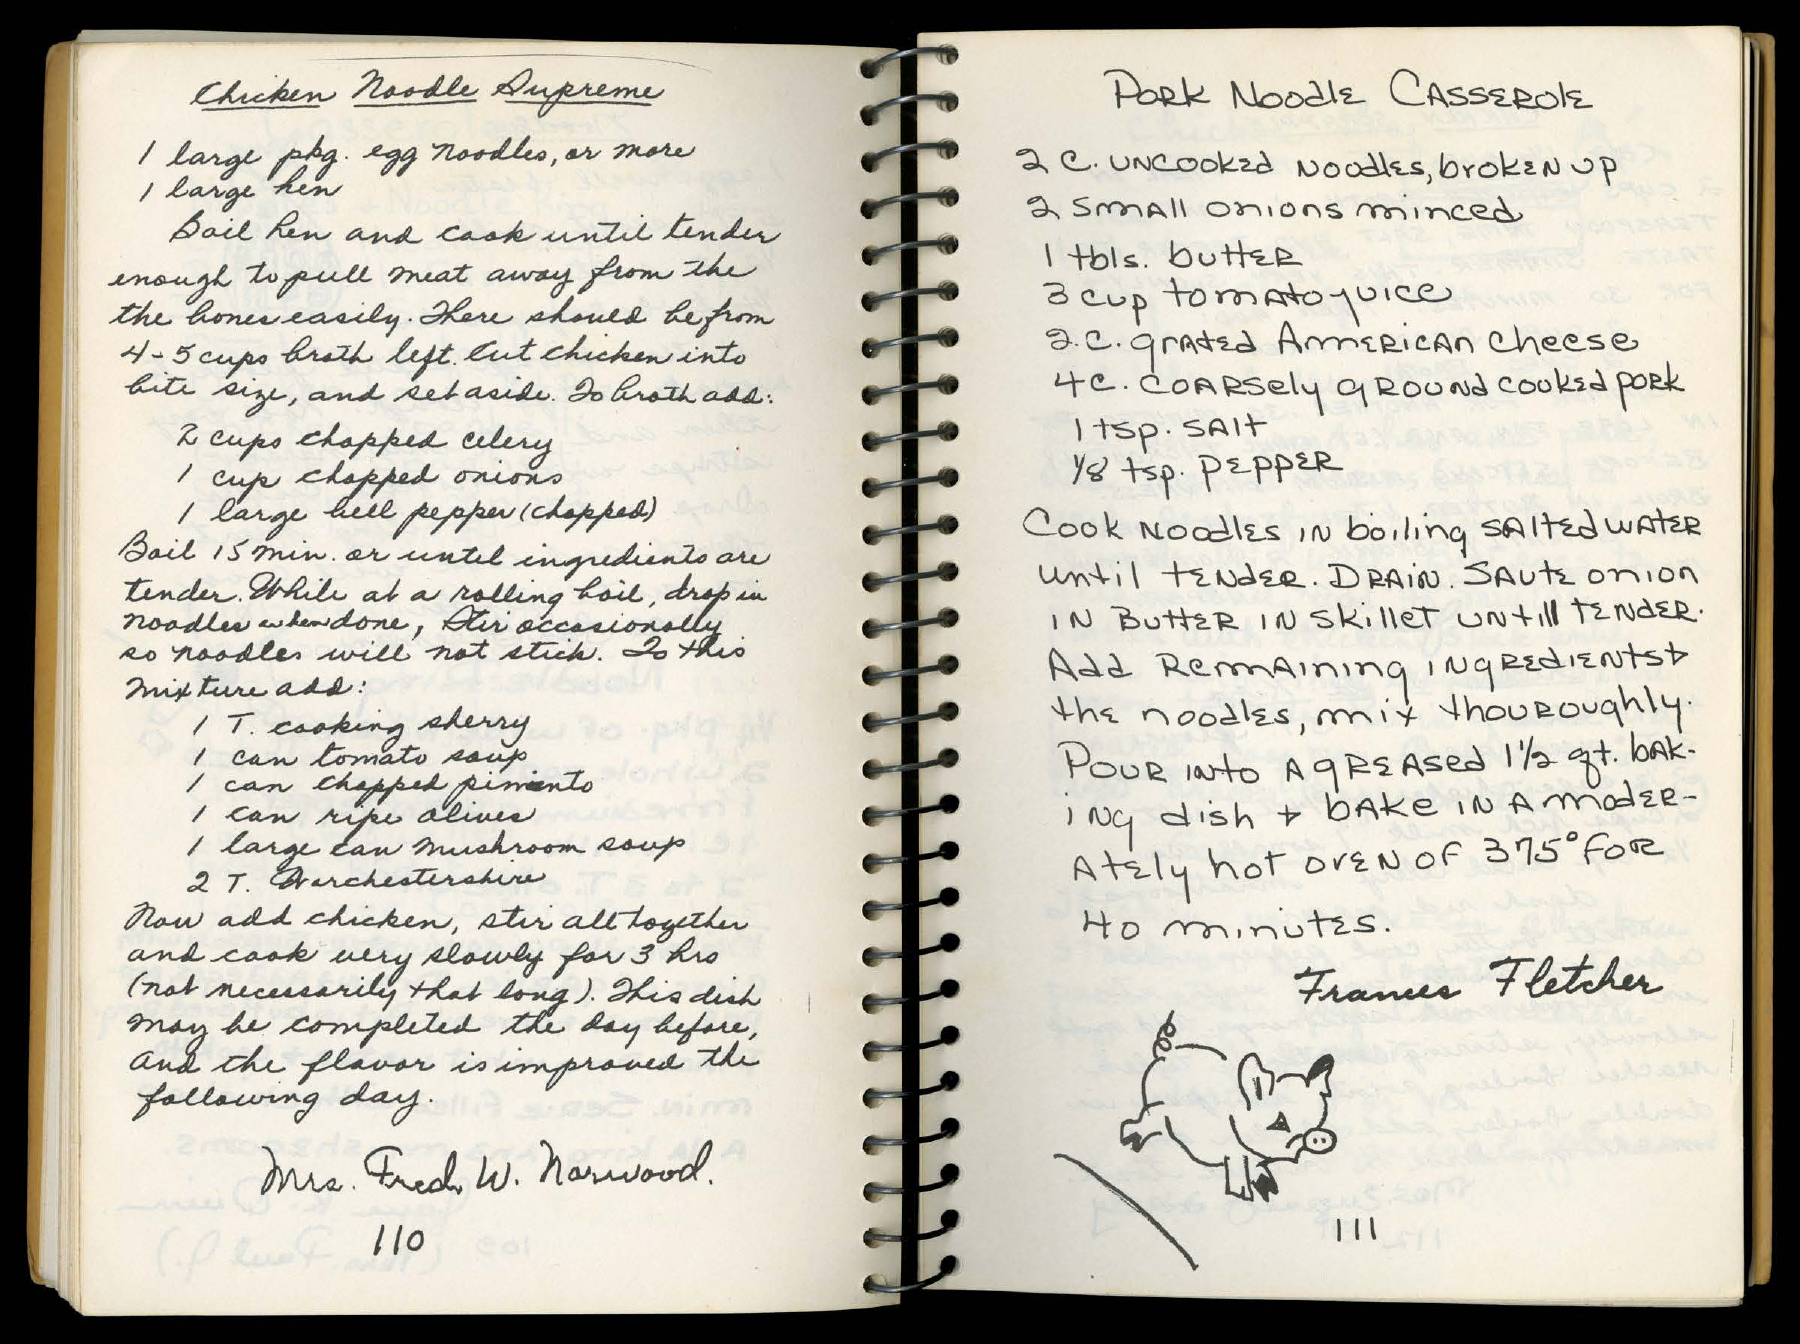 Chicken Noodle Supreme
1 large pkg. egg noodles, or more
1 large hen
Boil hen and cook until tender
enough to pull meat away from the
the bones easily. There should be from
4-5 cups broth left. Cut chicken into
bite size, and set aside. To broth add:
2 cups chopped celery
1 cup chopped onions
1 large bell pepper (chopped)
Boil 15 min. or until ingredients are
tender. While at a rolling boil, drop in
noodles when done, Stir occasionally
so noodles will not stick. To this
mixture add:
1 T. cooking sherry
1 can tomato soup
1 can chopped pimento
1 can ripe olives
1 large can mushroom soup
2 T. Worchestershire
Now add chicken, stir all together
and cook very slowly for 3 hrs
(not necessarily that long). This dish
may be completed the day before,
and the flavor is improved the
following day.
Mrs. Fred W. Norwood.
110
Pork Noodle Casserole
2 c. uncooked noodles, broken up
2 small onions minced
1 tbls. butter
3 cup tomato juice
2 c. grated American cheese
4 c. coarsely ground cooked pork
1 tsp. salt
1/8 tsp. pepper
Cook noodles in boiling salted water
until tender. Drain. Saute onion
in butter in skillet untill tender.
Add remaining ingredients +
the noodles, mix thouroughly.
Pour into a greased 1 1/2 qt. bak-
ing dish + bake in a moder-
ately hot oven of 375° for
40 minutes.
Frances Fletcher
111